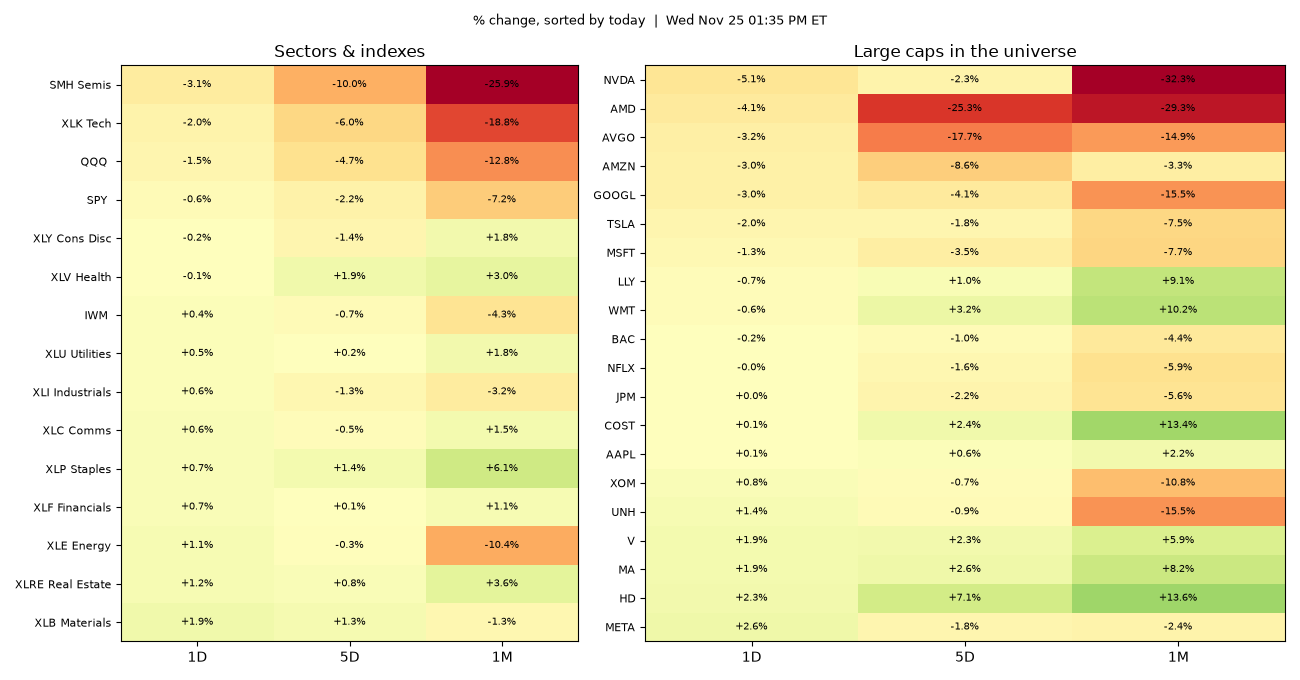 % change, sorted by today | Wed Nov 25 01:35 PM ET
Sectors & indexes
SMH Semis -3.1% -10.0% -25.9%
XLK Tech -2.0% -6.0% -18.8%
QQQ -1.5% -4.7% -12.8%
SPY -0.6% -2.2% -7.2%
XLY Cons Disc -0.2% -1.4% +1.8%
XLV Health -0.1% +1.9% +3.0%
IWM +0.4% -0.7% -4.3%
XLU Utilities +0.5% +0.2% +1.8%
XLI Industrials +0.6% -1.3% -3.2%
XLC Comms +0.6% -0.5% +1.5%
XLP Staples +0.7% +1.4% +6.1%
XLF Financials +0.7% +0.1% +1.1%
XLE Energy +1.1% -0.3% -10.4%
XLRE Real Estate +1.2% +0.8% +3.6%
XLB Materials +1.9% +1.3% -1.3%
1D 5D 1M
Large caps in the universe
NVDA -5.1% -2.3% -32.3%
AMD -4.1% -25.3% -29.3%
AVGO -3.2% -17.7% -14.9%
AMZN -3.0% -8.6% -3.3%
GOOGL -3.0% -4.1% -15.5%
TSLA -2.0% -1.8% -7.5%
MSFT -1.3% -3.5% -7.7%
LLY -0.7% +1.0% +9.1%
WMT -0.6% +3.2% +10.2%
BAC -0.2% -1.0% -4.4%
NFLX -0.0% -1.6% -5.9%
JPM +0.0% -2.2% -5.6%
COST +0.1% +2.4% +13.4%
AAPL +0.1% +0.6% +2.2%
XOM +0.8% -0.7% -10.8%
UNH +1.4% -0.9% -15.5%
V +1.9% +2.3% +5.9%
MA +1.9% +2.6% +8.2%
HD +2.3% +7.1% +13.6%
META +2.6% -1.8% -2.4%
1D 5D 1M